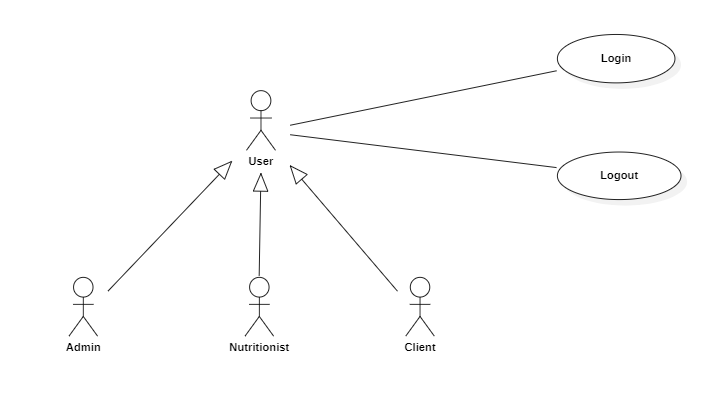 Login
User
Logout
Admin
Nutritionist
Client